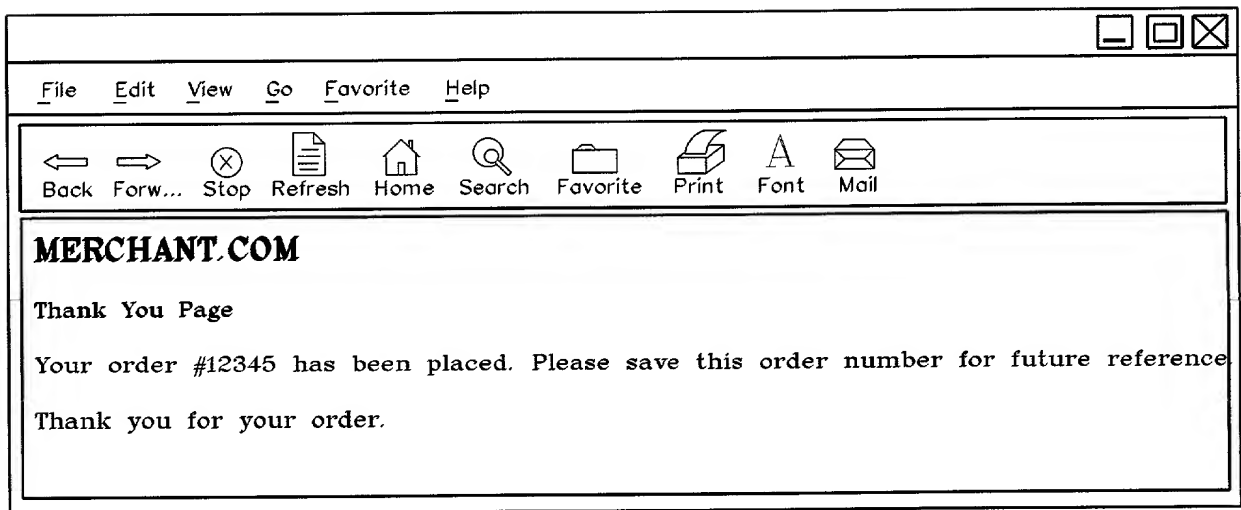 File Edit View Go Favorite Help
Back Forw... Stop Refresh Home Search Favorite Print Font Mail
MERCHANT.COM
Thank You Page
Your order #12345 has been placed. Please save this order number for future reference.
Thank you for your order.